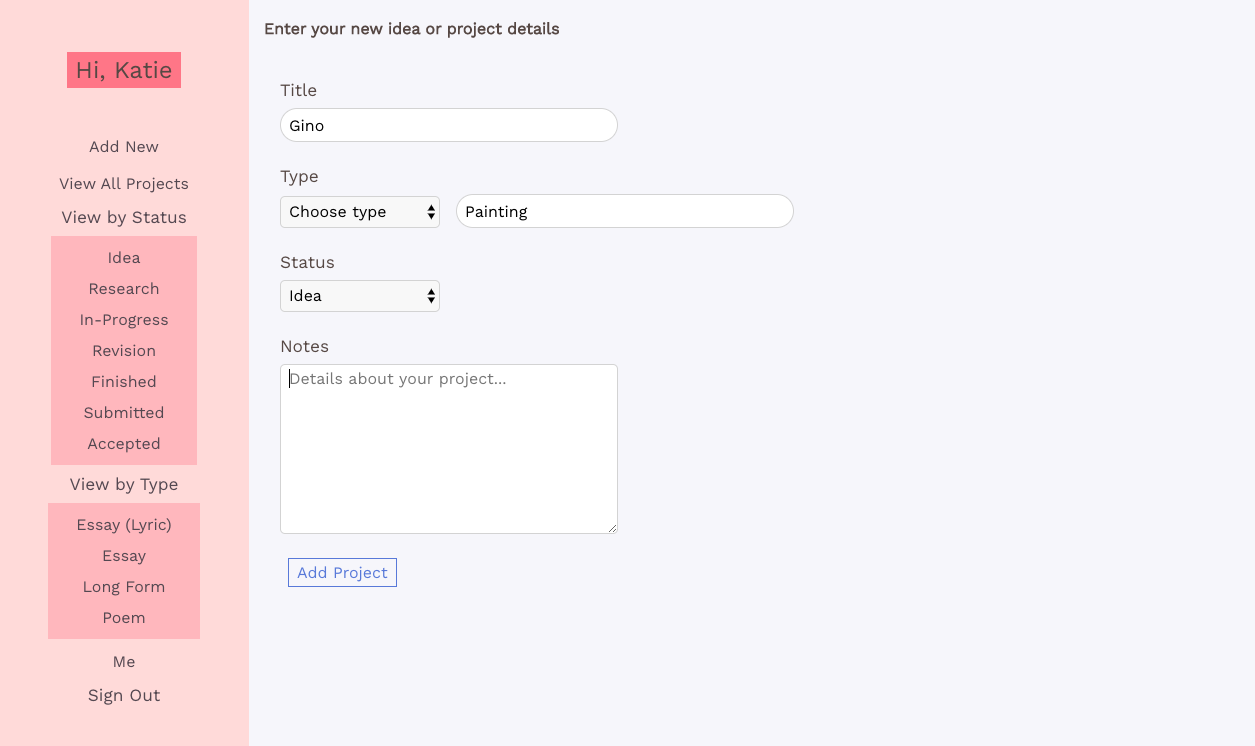 Hi, Katie
Add New
View All Projects
View by Status
Idea
Research
In-Progress
Revision
Finished
Submitted
Accepted
View by Type
Essay (Lyric)
Essay
Long Form
Poem
Me
Sign Out
Enter your new idea or project details
Title
Gino
Type
Choose type Painting
Status
Idea
Notes
Details about your project...
Add Project